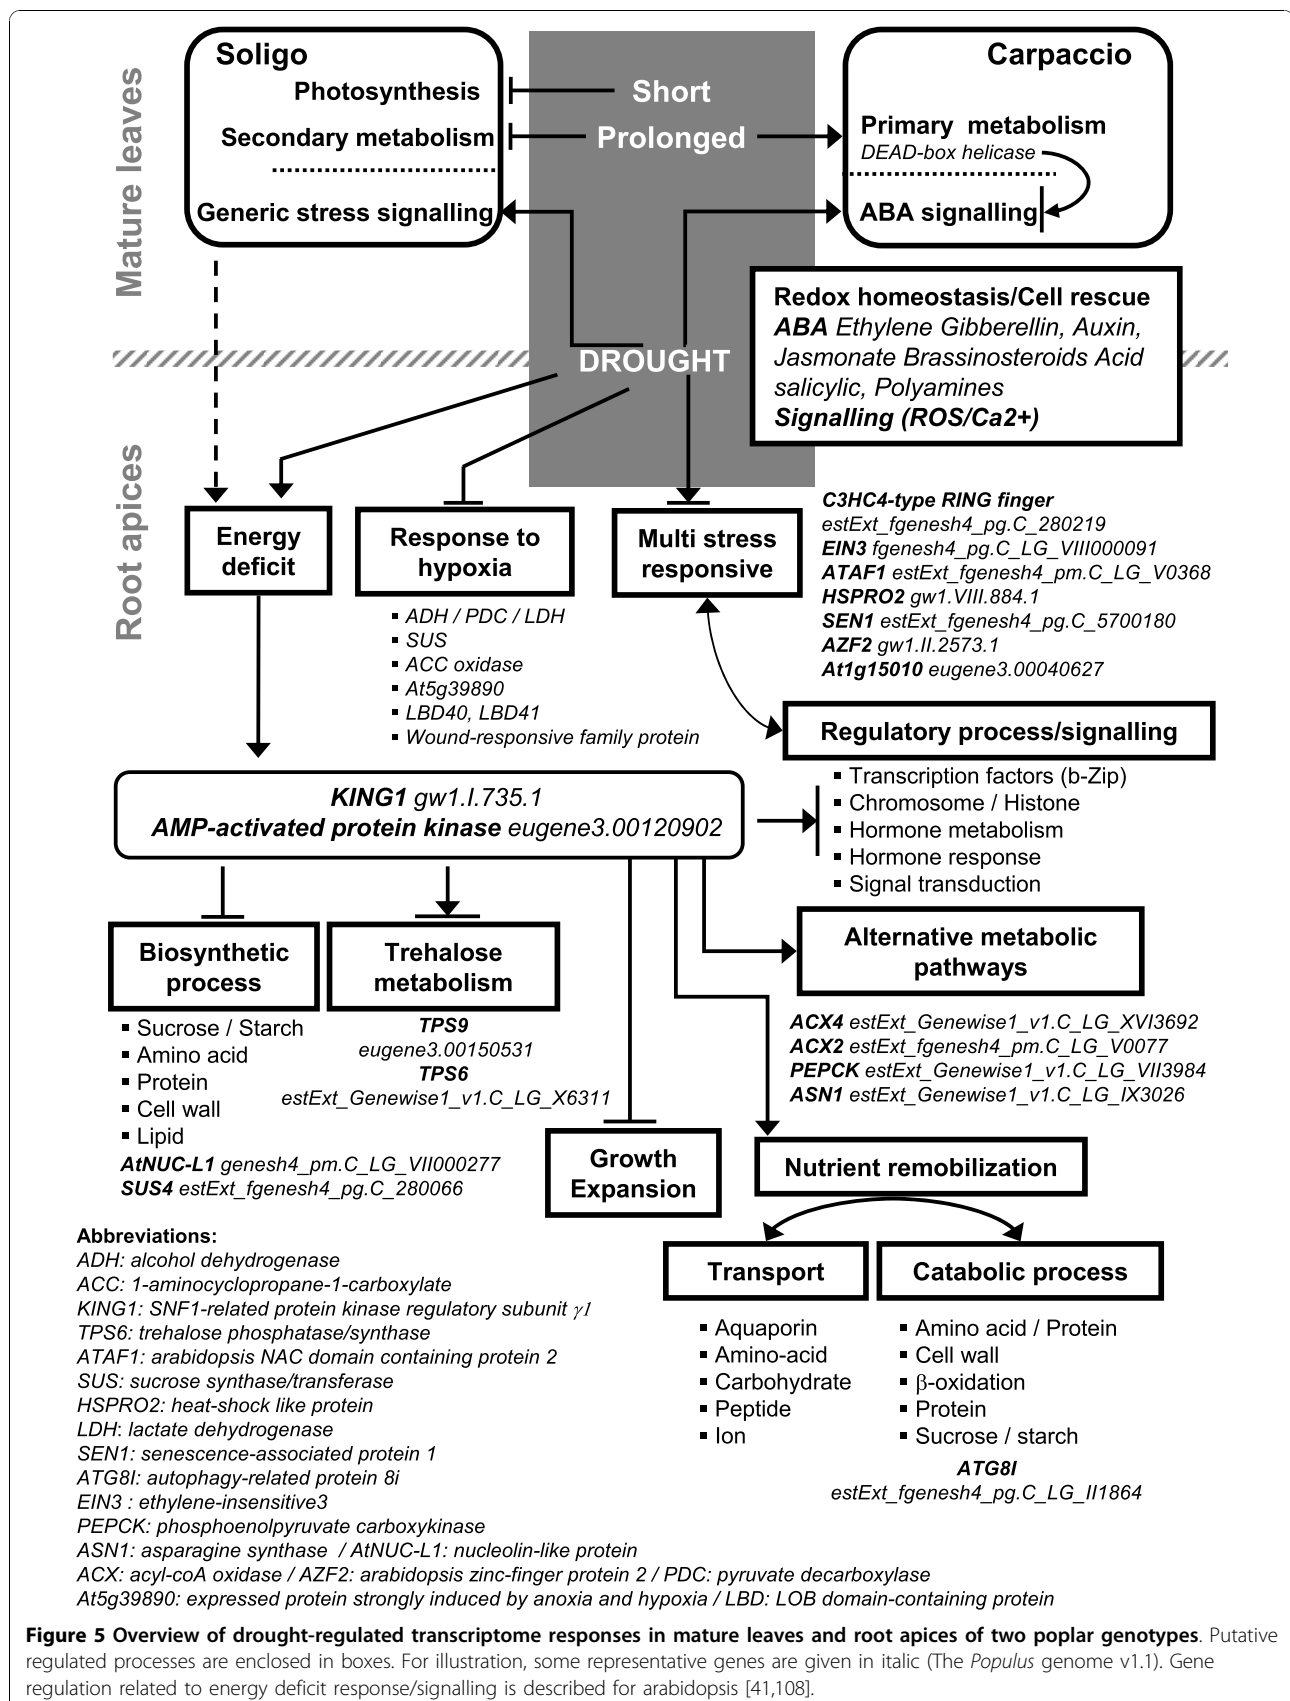 Mature leaves
Soligo
Photosynthesis
Secondary metabolism
Generic stress signalling
Short
Prolonged
Carpaccio
Primary metabolism
DEAD-box helicase
ABA signalling
Redox homeostasis/Cell rescue
ABA Ethylene Gibberellin, Auxin,
Jasmonate Brassinosteroids Acid
salicylic, Polyamines
Signalling (ROS/Ca2+)
DROUGHT
Root apices
Energy
deficit
Response to
hypoxia
▪ ADH / PDC / LDH
▪ SUS
▪ ACC oxidase
▪ At5g39890
▪ LBD40, LBD41
▪ Wound-responsive family protein
Multi stress
responsive
C3HC4-type RING finger
estExt_fgenesh4_pg.C_280219
EIN3 fgenesh4_pg.C_LG_VIII000091
ATAF1 estExt_fgenesh4_pm.C_LG_V0368
HSPRO2 gw1.VIII.884.1
SEN1 estExt_fgenesh4_pg.C_5700180
AZF2 gw1.II.2573.1
At1g15010 eugene3.00040627
Regulatory process/signalling
▪ Transcription factors (b-Zip)
▪ Chromosome / Histone
▪ Hormone metabolism
▪ Hormone response
▪ Signal transduction
KING1 gw1.I.735.1
AMP-activated protein kinase eugene3.00120902
Biosynthetic
process
▪ Sucrose / Starch
▪ Amino acid
▪ Protein
▪ Cell wall
▪ Lipid
AtNUC-L1 genesh4_pm.C_LG_VII000277
SUS4 estExt_fgenesh4_pg.C_280066
Trehalose
metabolism
TPS9
eugene3.00150531
TPS6
estExt_Genewise1_v1.C_LG_X6311
Alternative metabolic
pathways
ACX4 estExt_Genewise1_v1.C_LG_XVI3692
ACX2 estExt_fgenesh4_pm.C_LG_V0077
PEPCK estExt_Genewise1_v1.C_LG_VII3984
ASN1 estExt_Genewise1_v1.C_LG_IX3026
Growth
Expansion
Nutrient remobilization
Transport
▪ Aquaporin
▪ Amino-acid
▪ Carbohydrate
▪ Peptide
▪ Ion
Catabolic process
▪ Amino acid / Protein
▪ Cell wall
▪ β-oxidation
▪ Protein
▪ Sucrose / starch
ATG8I
estExt_fgenesh4_pg.C_LG_II1864
Abbreviations:
ADH: alcohol dehydrogenase
ACC: 1-aminocyclopropane-1-carboxylate
KING1: SNF1-related protein kinase regulatory subunit γ1
TPS6: trehalose phosphatase/synthase
ATAF1: arabidopsis NAC domain containing protein 2
SUS: sucrose synthase/transferase
HSPRO2: heat-shock like protein
LDH: lactate dehydrogenase
SEN1: senescence-associated protein 1
ATG8I: autophagy-related protein 8i
EIN3 : ethylene-insensitive3
PEPCK: phosphoenolpyruvate carboxykinase
ASN1: asparagine synthase / AtNUC-L1: nucleolin-like protein
ACX: acyl-coA oxidase / AZF2: arabidopsis zinc-finger protein 2 / PDC: pyruvate decarboxylase
At5g39890: expressed protein strongly induced by anoxia and hypoxia / LBD: LOB domain-containing protein
Figure 5 Overview of drought-regulated transcriptome responses in mature leaves and root apices of two poplar genotypes. Putative
regulated processes are enclosed in boxes. For illustration, some representative genes are given in italic (The Populus genome v1.1). Gene
regulation related to energy deficit response/signalling is described for arabidopsis [41,108].